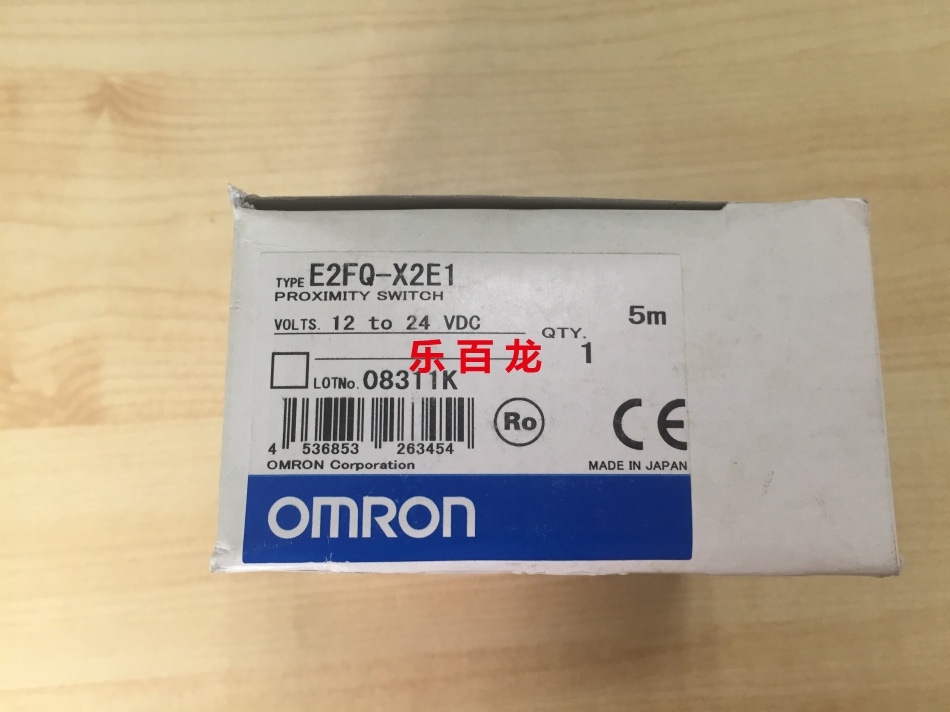 TYPE E2FQ-X2E1
PROXIMITY SWITCH
5m
VOLTS. 12 to 24 VDC
QTY.
1
乐百龙
LOTNo. 08311K
Ro
CE
4 536853 263454
OMRON Corporation
MADE IN JAPAN
OMRON